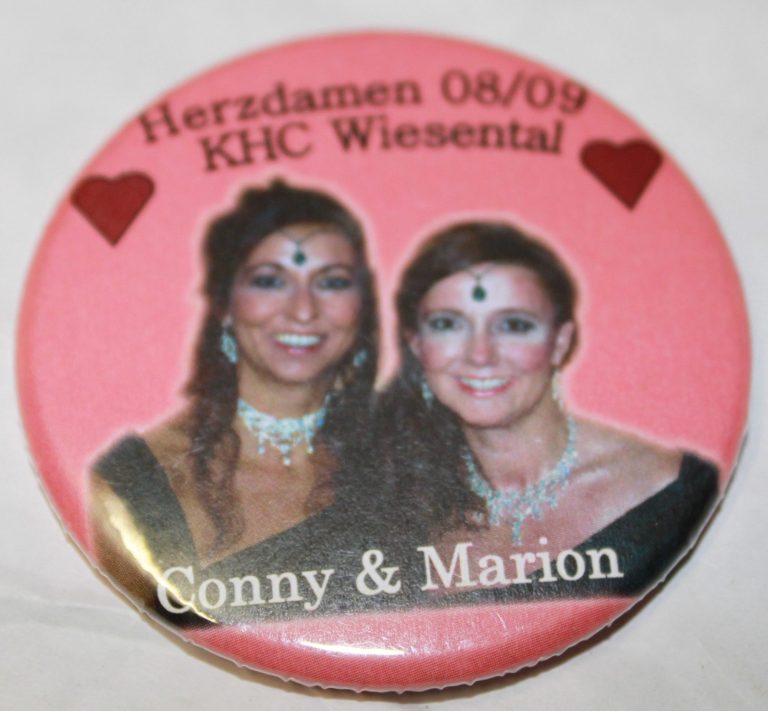 Herzdamen 08/09
KHC Wiesental
Conny & Marion